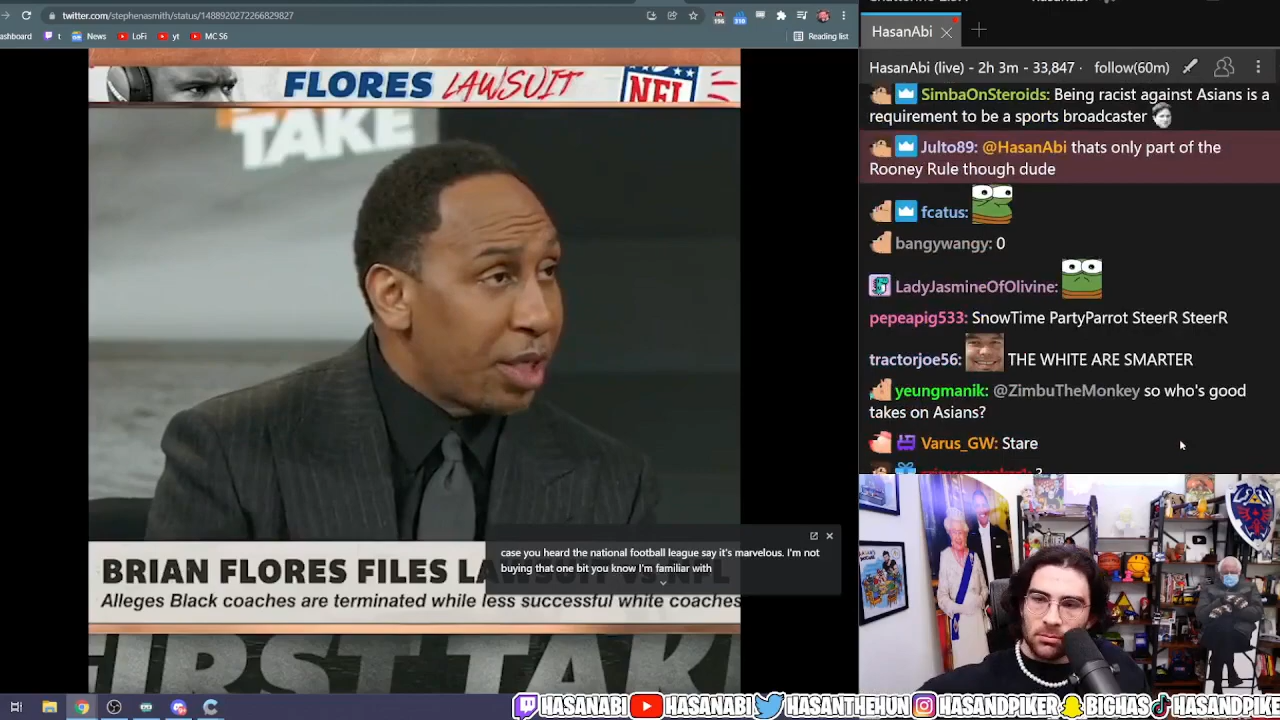 twitter.com/stephenasmith/status/1488920272266829827
196
310
ashboard
t
News
LoFi
yt
MC S6
Reading list
FLORES LAWSUIT NFL
TAKE
BRIAN FLORES FILES
Alleges Black coaches are terminated while less successful white coaches
case you heard the national football league say it's marvelous. I'm not
buying that one bit you know I'm familiar with
FIRST TAKE
HasanAbi
HasanAbi (live) - 2h 3m - 33,847 · follow(60m)
SimbaOnSteroids: Being racist against Asians is a
requirement to be a sports broadcaster
Julto89: @HasanAbi thats only part of the
Rooney Rule though dude
fcatus:
bangywangy: 0
LadyJasmineOfOlivine:
pepeapig533: SnowTime PartyParrot SteerR SteerR
tractorjoe56: THE WHITE ARE SMARTER
yeungmanik: @ZimbuTheMonkey so who's good
takes on Asians?
Varus_GW: Stare
HASANABI HASANABI HASANTHEHUN HASANDPIKER BIGHAS HASANDPIKE